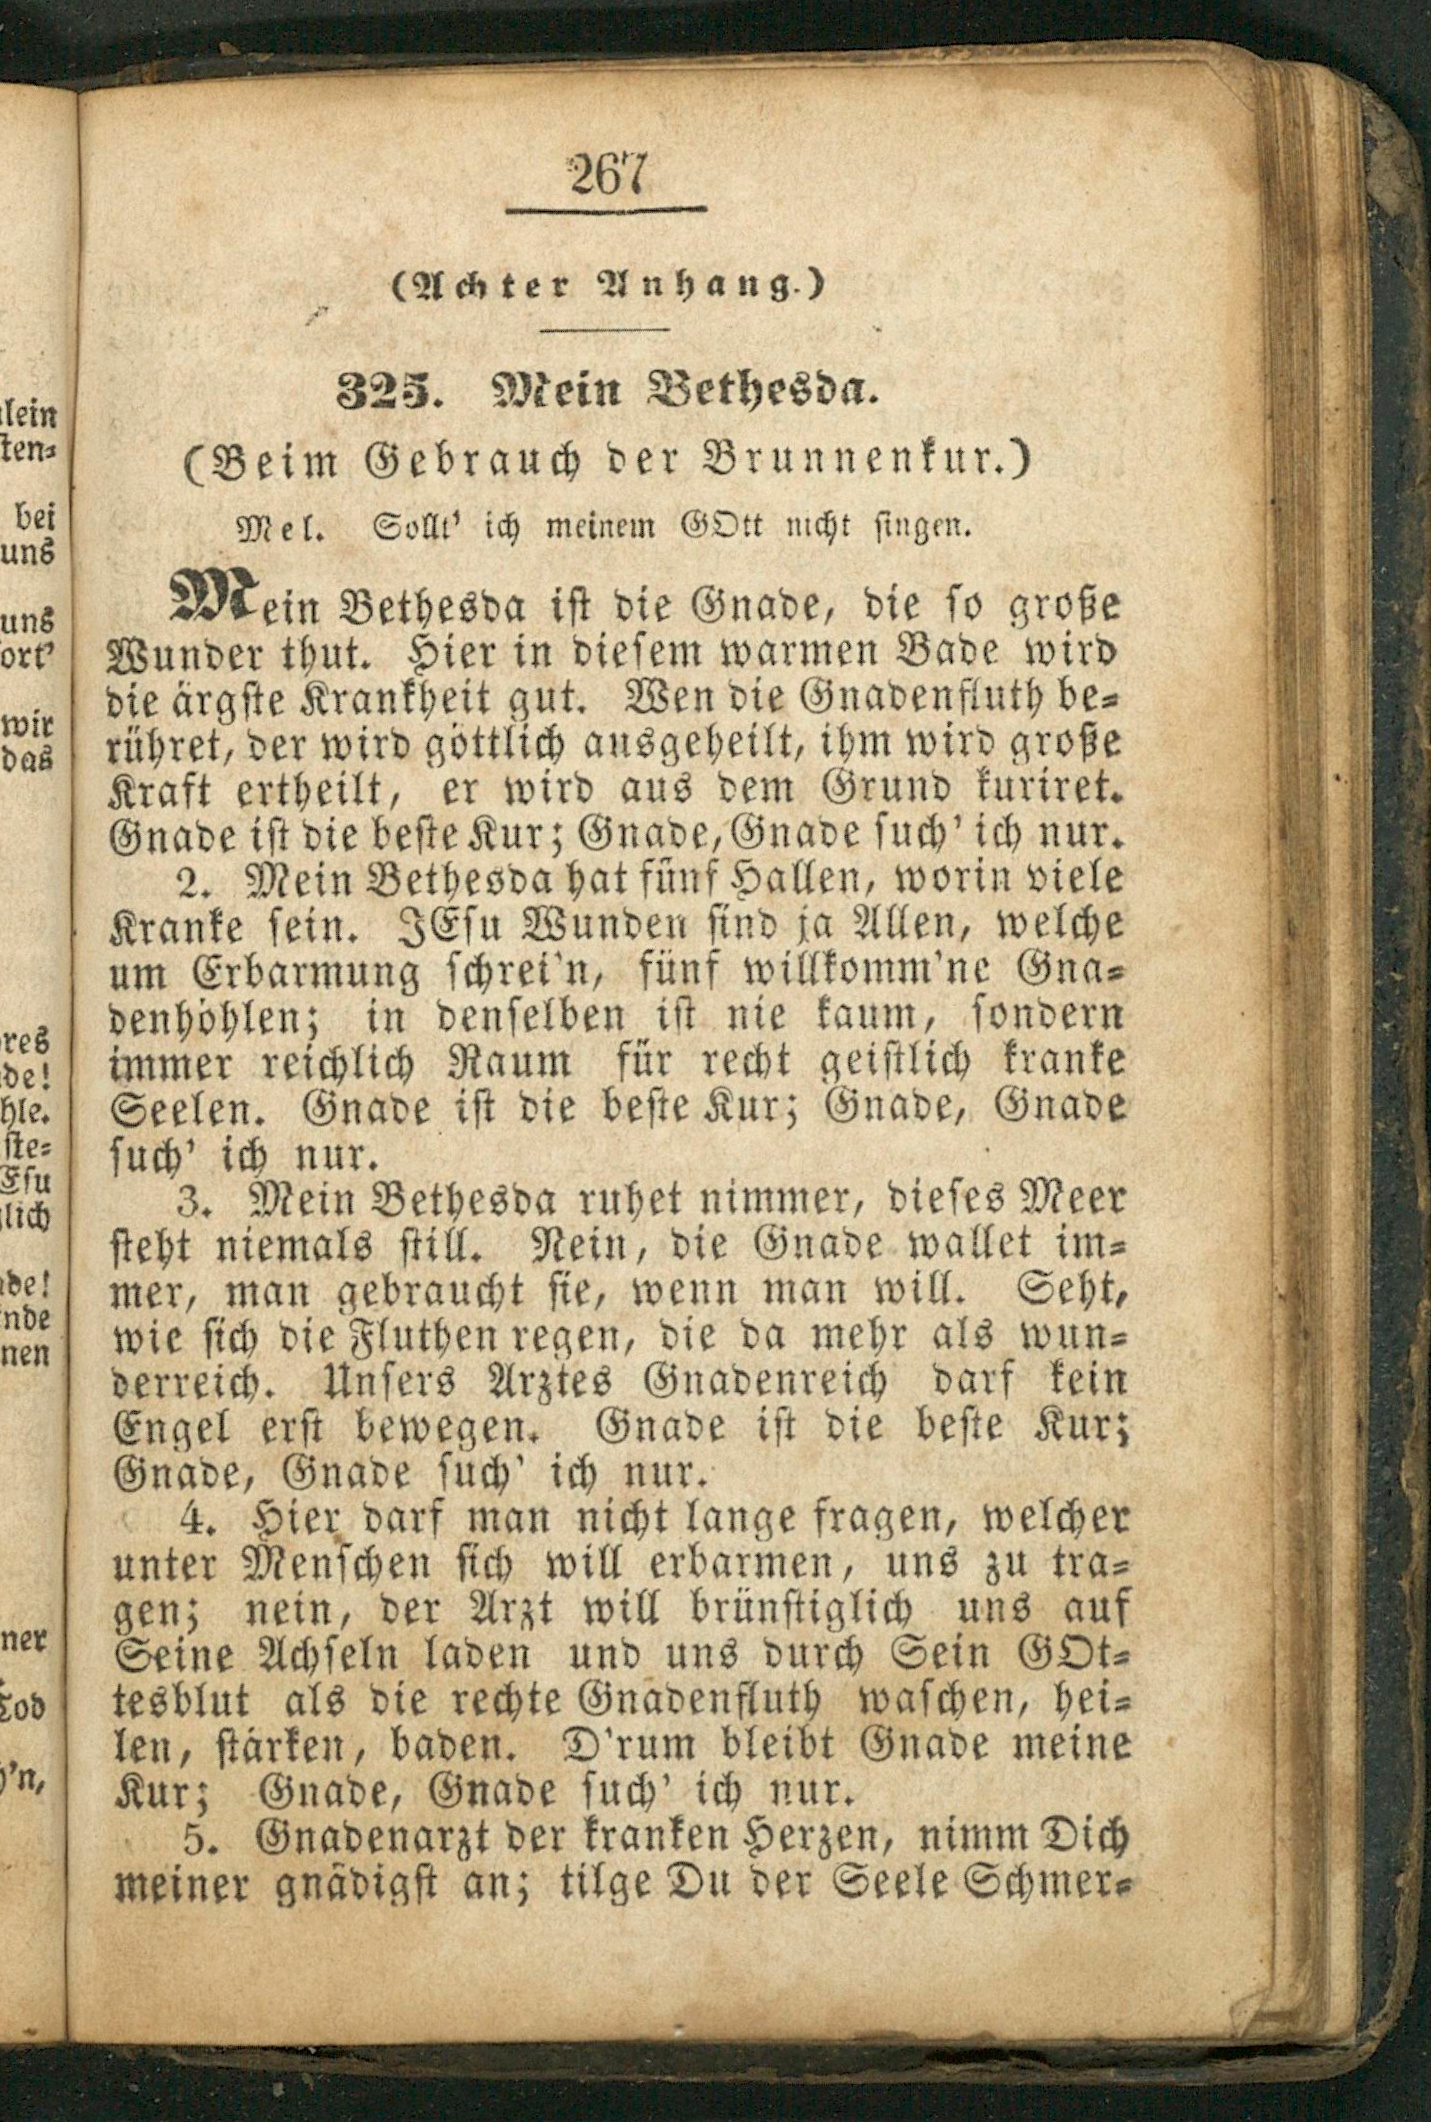 267
(Achter Anhang.)
325. Mein Bethesda.
(Beim Gebrauch der Brunnenkur.)
Mel. Sollt' ich meinem GOtt nicht singen.
Mein Bethesda ist die Gnade, die so große
Wunder thut. Hier in diesem warmen Bade wird
die ärgste Krankheit gut. Wen die Gnadenfluth be-
rühret, der wird göttlich ausgeheilt, ihm wird große
Kraft ertheilt, er wird aus dem Grund kuriret.
Gnade ist die beste Kur; Gnade, Gnade such' ich nur.
2. Mein Bethesda hat fünf Hallen, worin viele
Kranke sein. JEsu Wunden sind ja Allen, welche
um Erbarmung schrei'n, fünf willkomm'ne Gna-
denhöhlen; in denselben ist nie kaum, sondern
immer reichlich Raum für recht geistlich kranke
Seelen. Gnade ist die beste Kur; Gnade, Gnade
such' ich nur.
3. Mein Bethesda ruhet nimmer, dieses Meer
steht niemals still. Nein, die Gnade wallet im-
mer, man gebraucht sie, wenn man will. Seht,
wie sich die Fluthen regen, die da mehr als wun-
derreich. Unsers Arztes Gnadenreich darf kein
Engel erst bewegen. Gnade ist die beste Kur;
Gnade, Gnade such' ich nur.
4. Hier darf man nicht lange fragen, welcher
unter Menschen sich will erbarmen, uns zu tra-
gen; nein, der Arzt will brünstiglich uns auf
Seine Achseln laden und uns durch Sein GOt-
tesblut als die rechte Gnadenfluth waschen, hei-
len, stärken, baden. D'rum bleibt Gnade meine
Kur; Gnade, Gnade such' ich nur.
5. Gnadenarzt der kranken Herzen, nimm Dich
meiner gnädigst an; tilge Du der Seele Schmer-